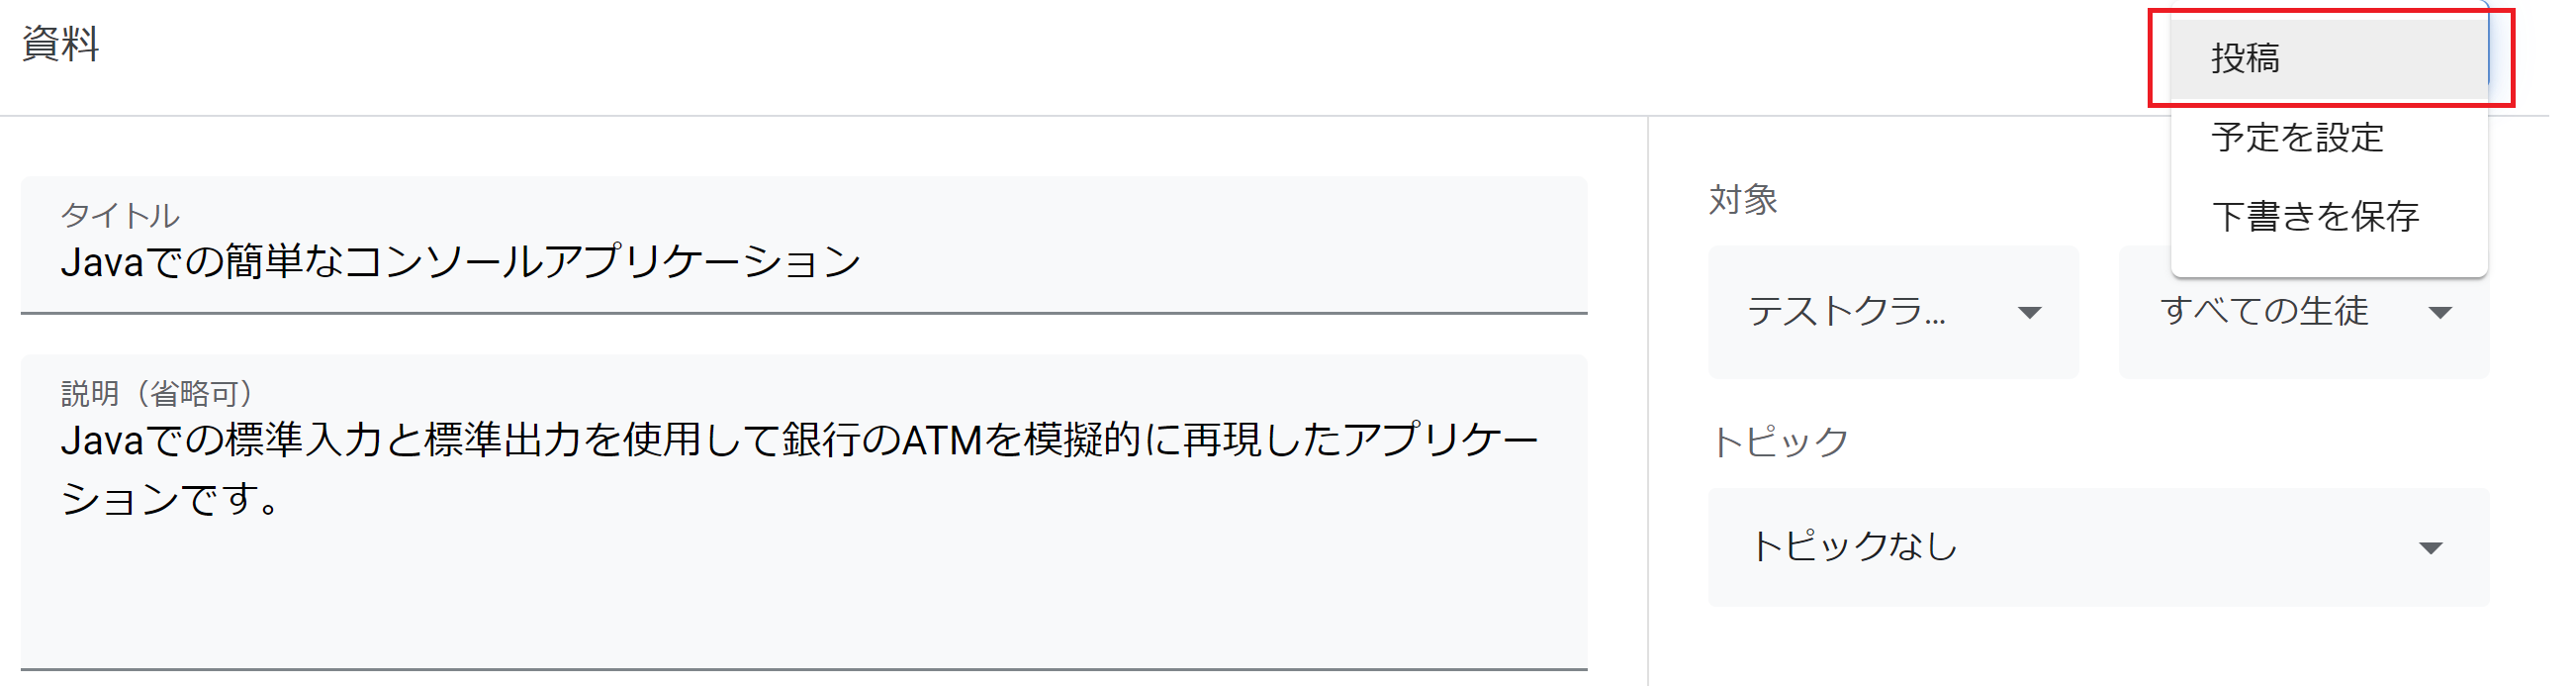 資料
投稿
予定を設定
下書きを保存
タイトル
Javaでの簡単なコンソールアプリケーション
説明（省略可）
Javaでの標準入力と標準出力を使用して銀行のATMを模擬的に再現したアプリケー
ションです。
対象
テストクラ...
すべての生徒
トピック
トピックなし